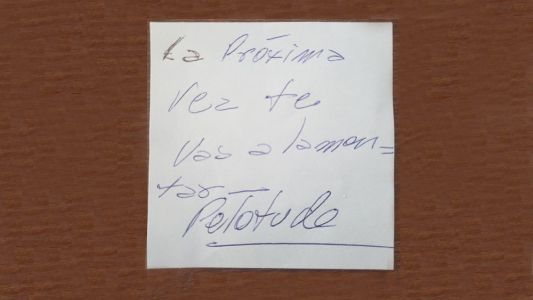 La Próxima
vez te
vas a lamen=
tar
Pelotude